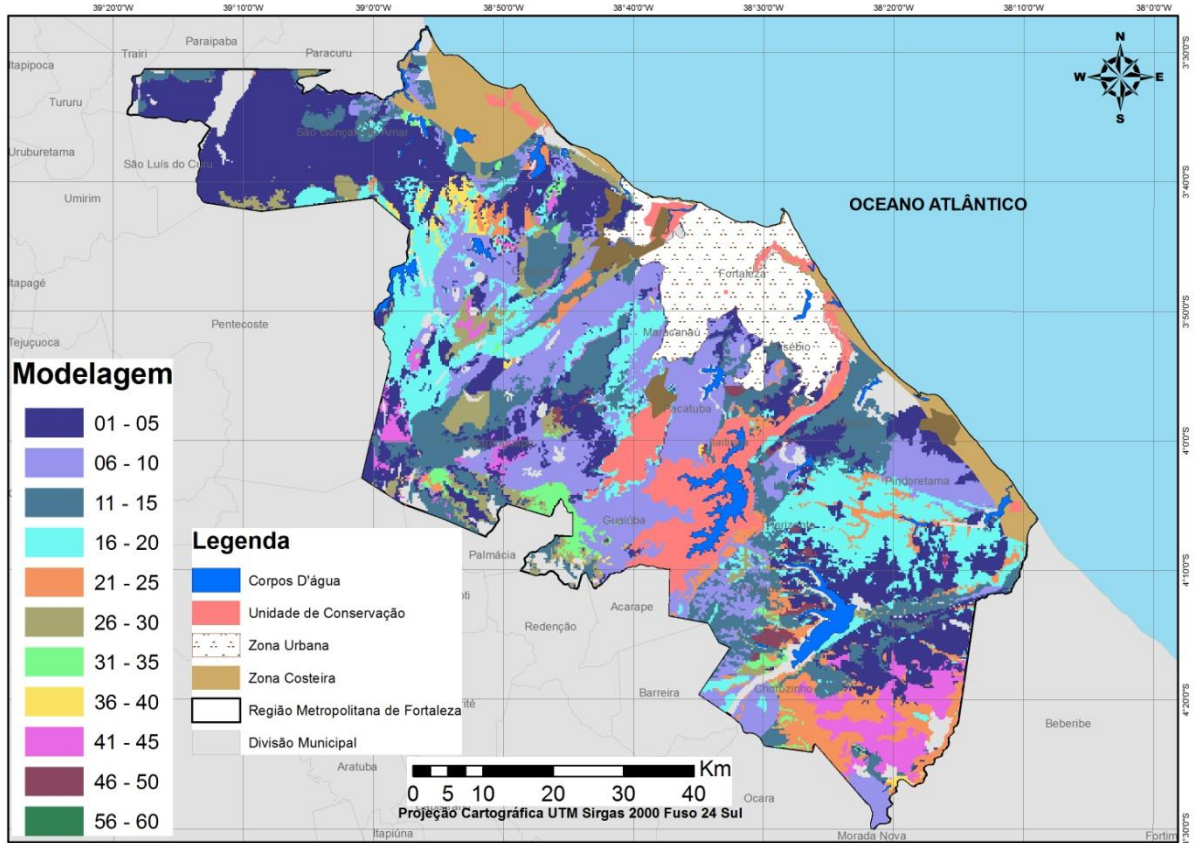 39°20'0"W 39°10'0"W 39°0'0"W 38°50'0"W 38°40'0"W 38°30'0"W 38°20'0"W 38°10'0"W 38°0'0"W
Paraipaba
Trairi
Paracuru
3°30'0"S
Itapipoca
N
W E
S
Tururu
São Gonçalo do Amar
Uruburetama
São Luís do Curu
3°40'0"S
Umirim
OCEANO ATLÂNTICO
Fortaleza
Itapagé
Pentecoste
3°50'0"S
Tejuçuoca
Maracanaú
Modelagem
01 - 05
06 - 10
11 - 15
16 - 20
21 - 25
26 - 30
31 - 35
36 - 40
41 - 45
46 - 50
56 - 60
Pacatuba
4°0'0"S
Itaitinga
Pindoretama
Guaiúba
Horizonte
Palmácia
4°10'0"S
Acarape
Redenção
Barreira
Chorozinho
4°20'0"S
Beberibe
Legenda
Corpos D'água
Unidade de Conservação
Zona Urbana
Zona Costeira
Região Metropolitana de Fortaleza
Divisão Municipal
Aratuba
Km
0 5 10 20 30 40
Projeção Cartográfica UTM Sirgas 2000 Fuso 24 Sul
Ocara
Itapiúna
Morada Nova
Fortim
4°30'0"S